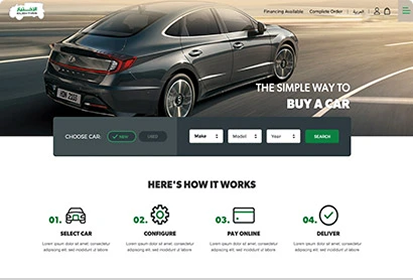 Financing Available
Complete Order
العربية
THE SIMPLE WAY TO
BUY A CAR
CHOOSE CAR:
NEW
USED
Make
Model
Year
SEARCH
HERE'S HOW IT WORKS
01.
SELECT CAR
Lorem ipsum dolor sit amet, consectetur
adipiscing elit, sed do eiusmod tempor
02.
CONFIGURE
Lorem ipsum dolor sit amet, consectetur
adipiscing elit, sed do eiusmod tempor
03.
PAY ONLINE
Lorem ipsum dolor sit amet, consectetur
adipiscing elit, sed do eiusmod tempor
04.
DELIVER
Lorem ipsum dolor sit amet, consectetur
adipiscing elit, sed do eiusmod tempor